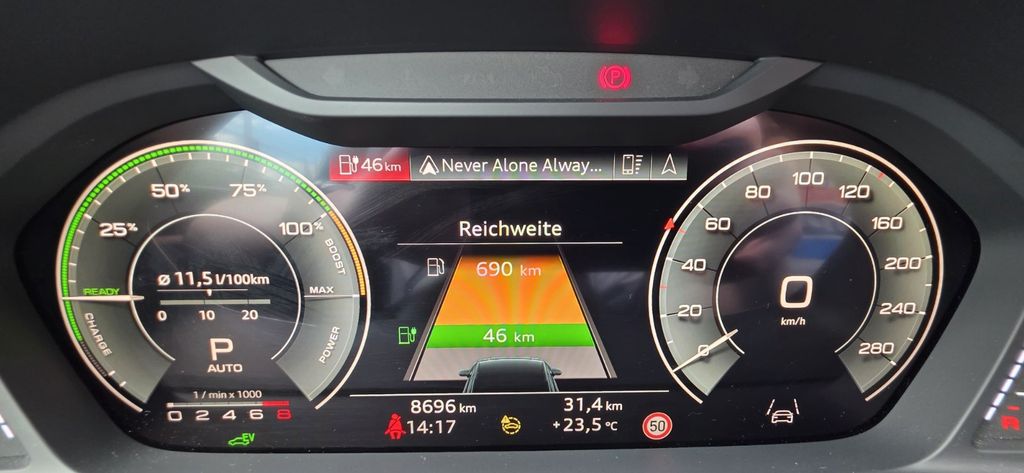 P
46 km
Never Alone Alway...
Reichweite
690 km
46 km
25%
50%
75%
100%
BOOST
MAX
POWER
READY
CHARGE
Ø 11,5 l/100km
0 10 20
P
AUTO
1 / min x 1000
0 2 4 6 8
EV
8696 km
14:17
31,4 km
+23,5 °C
50
0
20
40
60
80
100
120
160
200
240
280
0
km/h
R